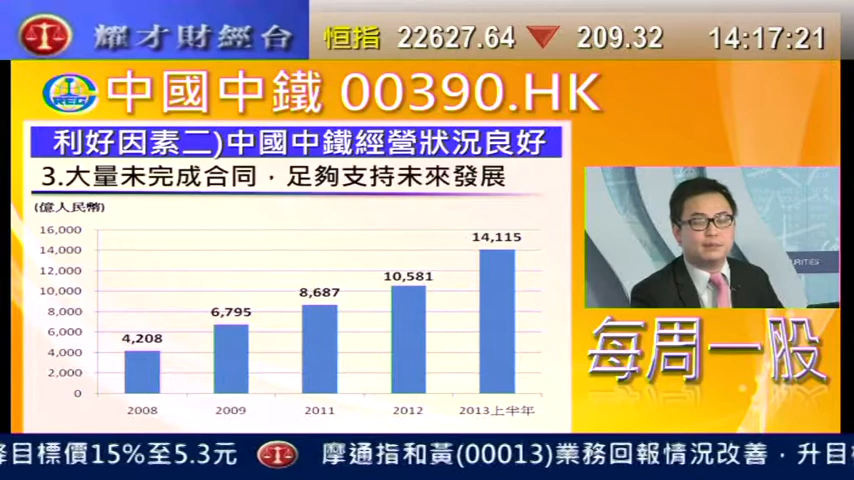 耀才財經台
恒指 22627.64 209.32 14:17:21
中國中鐵 00390.HK
利好因素二)中國中鐵經營狀況良好
3.大量未完成合同，足夠支持未來發展
(億人民幣)
16,000
14,000
12,000
10,000
8,000
6,000
4,000
2,000
0
4,208
6,795
8,687
10,581
14,115
2008 2009 2011 2012 2013上半年
每周一股
目標價15%至5.3元 摩通指和黃(00013)業務回報情況改善，升目